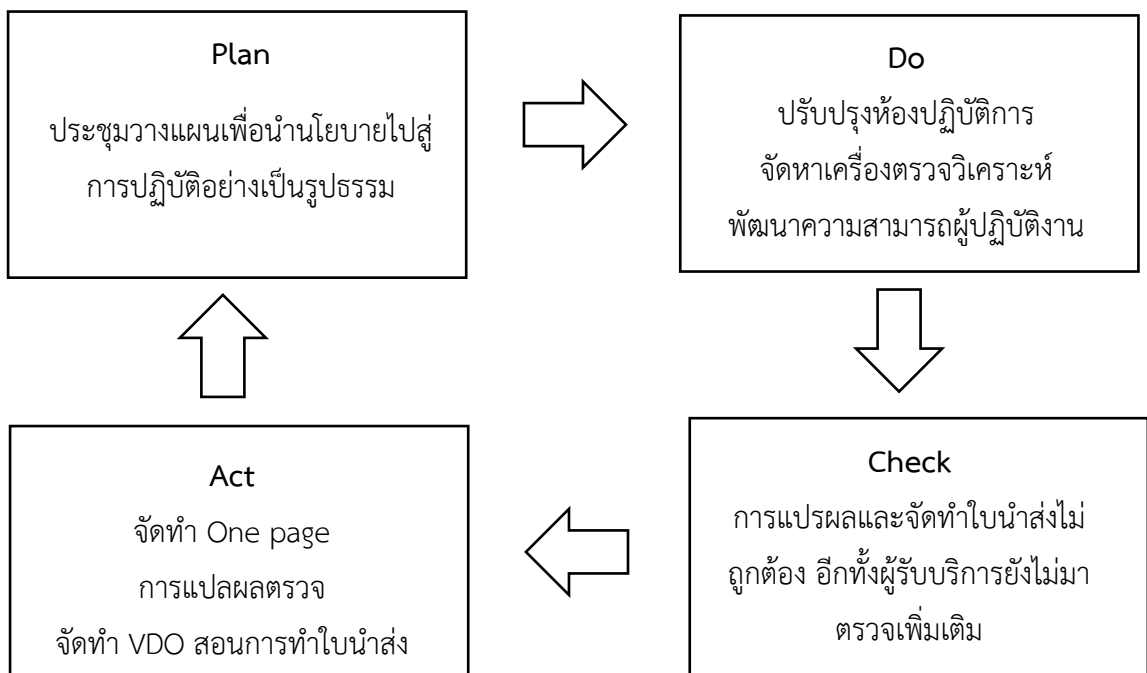 Plan
ประชุมวางแผนเพื่อนำนโยบายไปสู่
การปฏิบัติอย่างเป็นรูปธรรม
Do
ปรับปรุงห้องปฏิบัติการ
จัดหาเครื่องตรวจวิเคราะห์
พัฒนาความสามารถผู้ปฏิบัติงาน
Check
การแปรผลและจัดทำใบนำส่งไม่
ถูกต้อง อีกทั้งผู้รับบริการยังไม่มา
ตรวจเพิ่มเติม
Act
จัดทำ One page
การแปลผลตรวจ
จัดทำ VDO สอนการทำใบนำส่ง